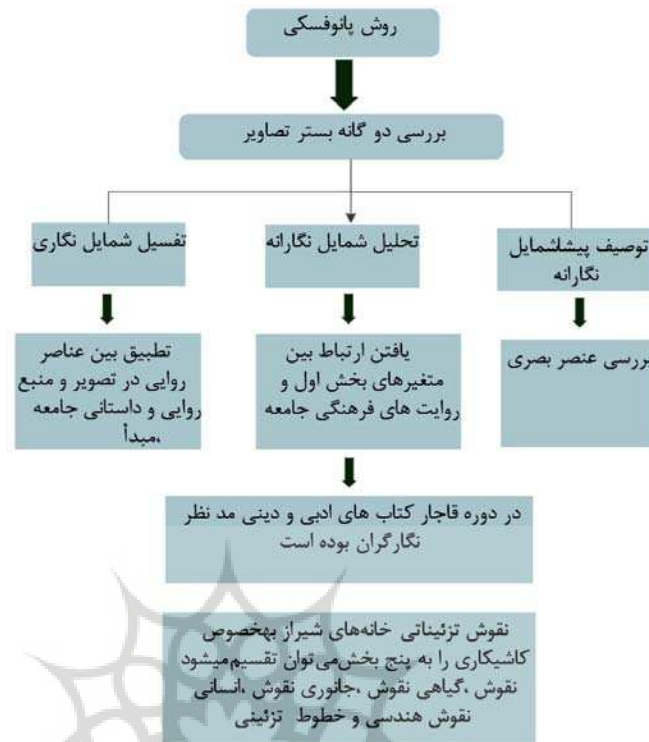 روش پانوفسکی
بررسی دو گانه بستر تصاویر
توصیف پیشاشمایل
نگارانه
تحلیل شمایل نگارانه
تفسیل شمایل نگاری
بررسی عنصر بصری
یافتن ارتباط بین
متغیرهای بخش اول و
روایت های فرهنگی جامعه
تطبیق بین عناصر
روایی در تصویر و منبع
روایی و داستانی جامعه
مبدأ،
در دوره قاجار کتاب های ادبی و دینی مد نظر
نگارگران بوده است
نقوش تزئیناتی خانه‌های شیراز بهخصوص
کاشیکاری را به پنج بخش‌می‌توان تقسیم‌میشود
نقوش ،گیاهی نقوش ،جانوری نقوش ،انسانی
نقوش هندسی و خطوط تزئینی